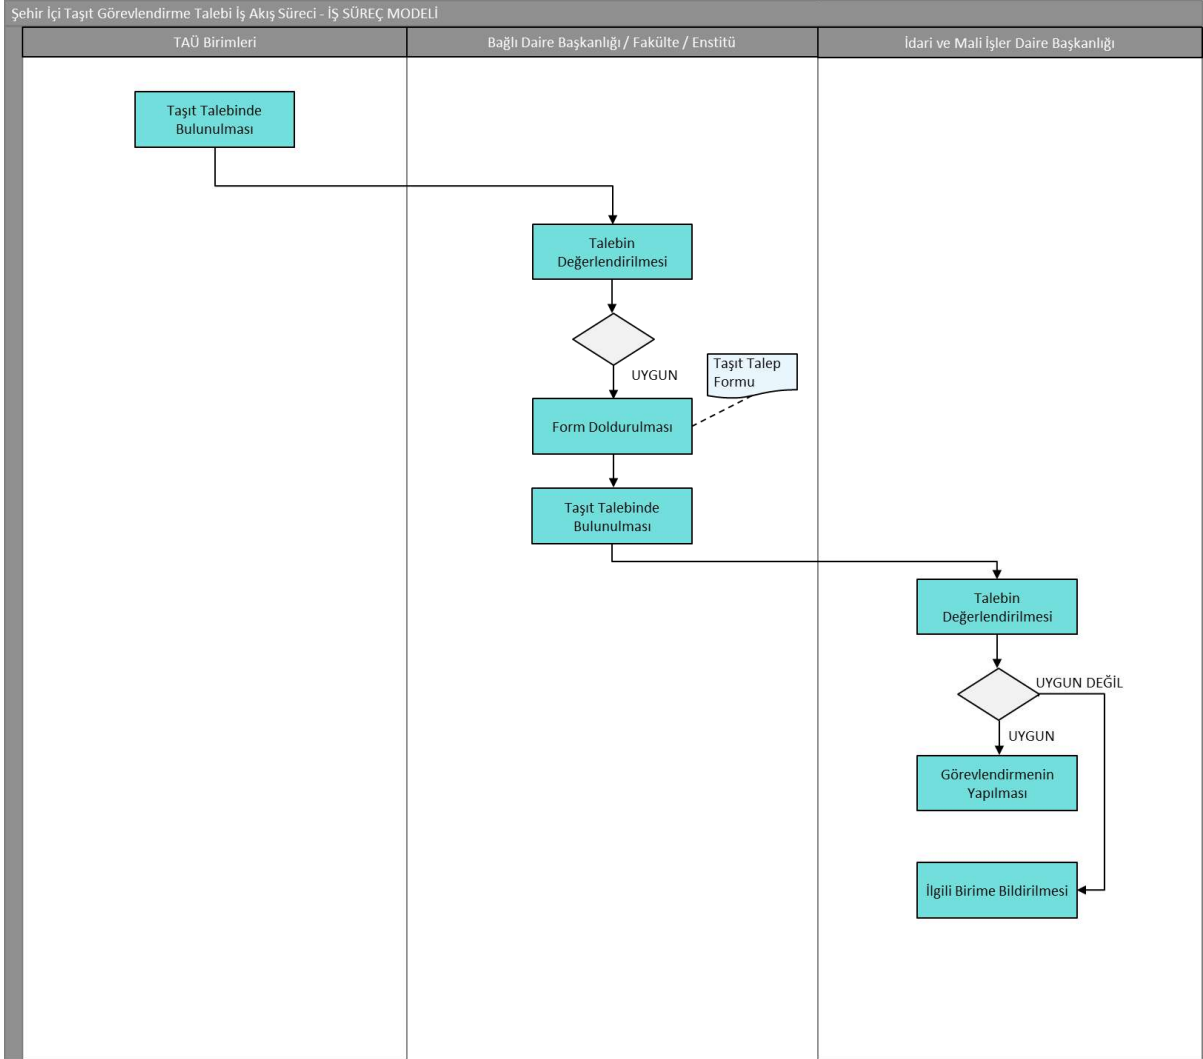 Şehir İçi Taşıt Görevlendirme Talebi İş Akış Süreci - İŞ SÜREÇ MODELİ
TAÜ Birimleri
Bağlı Daire Başkanlığı / Fakülte / Enstitü
İdari ve Mali İşler Daire Başkanlığı
Taşıt Talebinde
Bulunulması
Talebin
Değerlendirilmesi
UYGUN
Taşıt Talep
Formu
Form Doldurulması
Taşıt Talebinde
Bulunulması
Talebin
Değerlendirilmesi
UYGUN DEĞİL
UYGUN
Görevlendirmenin
Yapılması
İlgili Birime Bildirilmesi